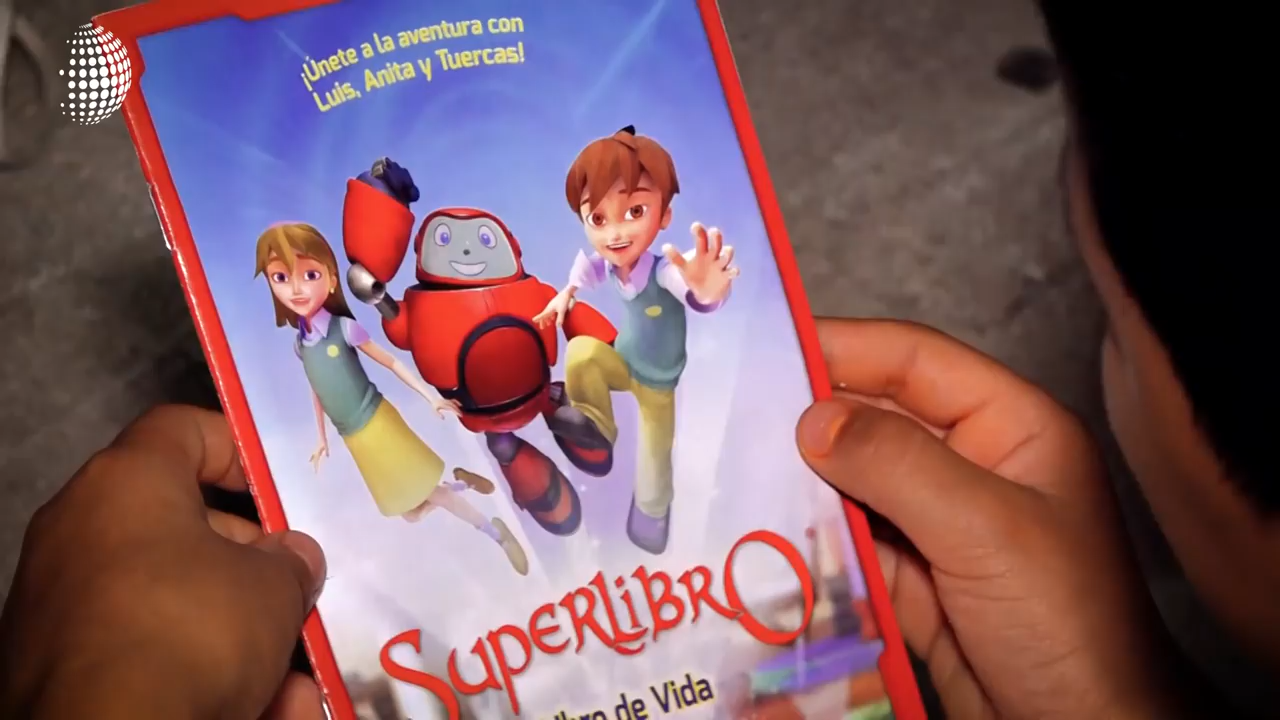 ¡Únete a la aventura con
Luis, Anita y Tuercas!
SUPERLiBRO
de Vida